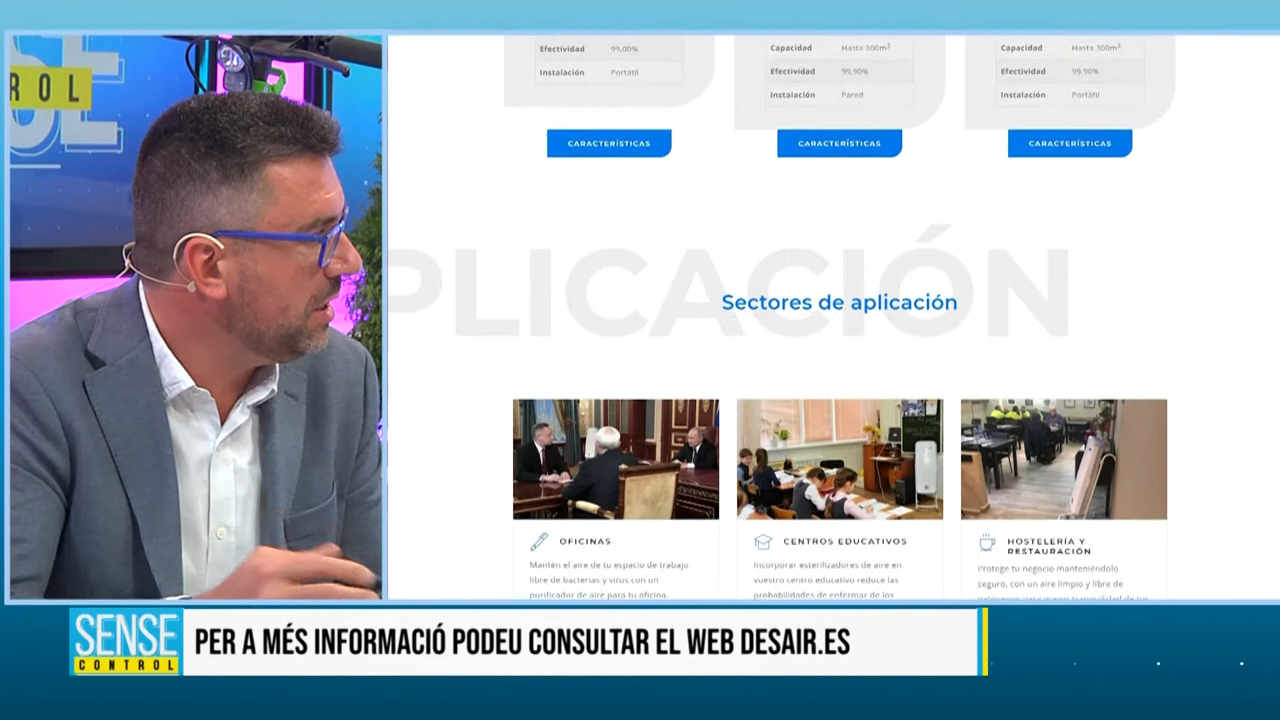 SE
ROL
SE
Efectividad 99,00%
Instalación Portátil
Capacidad Hasta 300m³
Efectividad 99,90%
Instalación Pared
Capacidad Hasta 300m³
Efectividad 99,90%
Instalación Portátil
CARACTERÍSTICAS
CARACTERÍSTICAS
CARACTERÍSTICAS
PLICACIÓN
Sectores de aplicación
OFICINAS
Mantén el aire de tu espacio de trabajo
libre de bacterias y virus con un
purificador de aire para tu oficina.
CENTROS EDUCATIVOS
Incorporar esterilizadores de aire en
vuestro centro educativo reduce las
probabilidades de enfermar de los
HOSTELERÍA Y
RESTAURACIÓN
Protege tu negocio manteniéndolo
seguro, con un aire limpio y libre de
SENSE
CONTROL
PER A MÉS INFORMACIÓ PODEU CONSULTAR EL WEB DESAIR.ES